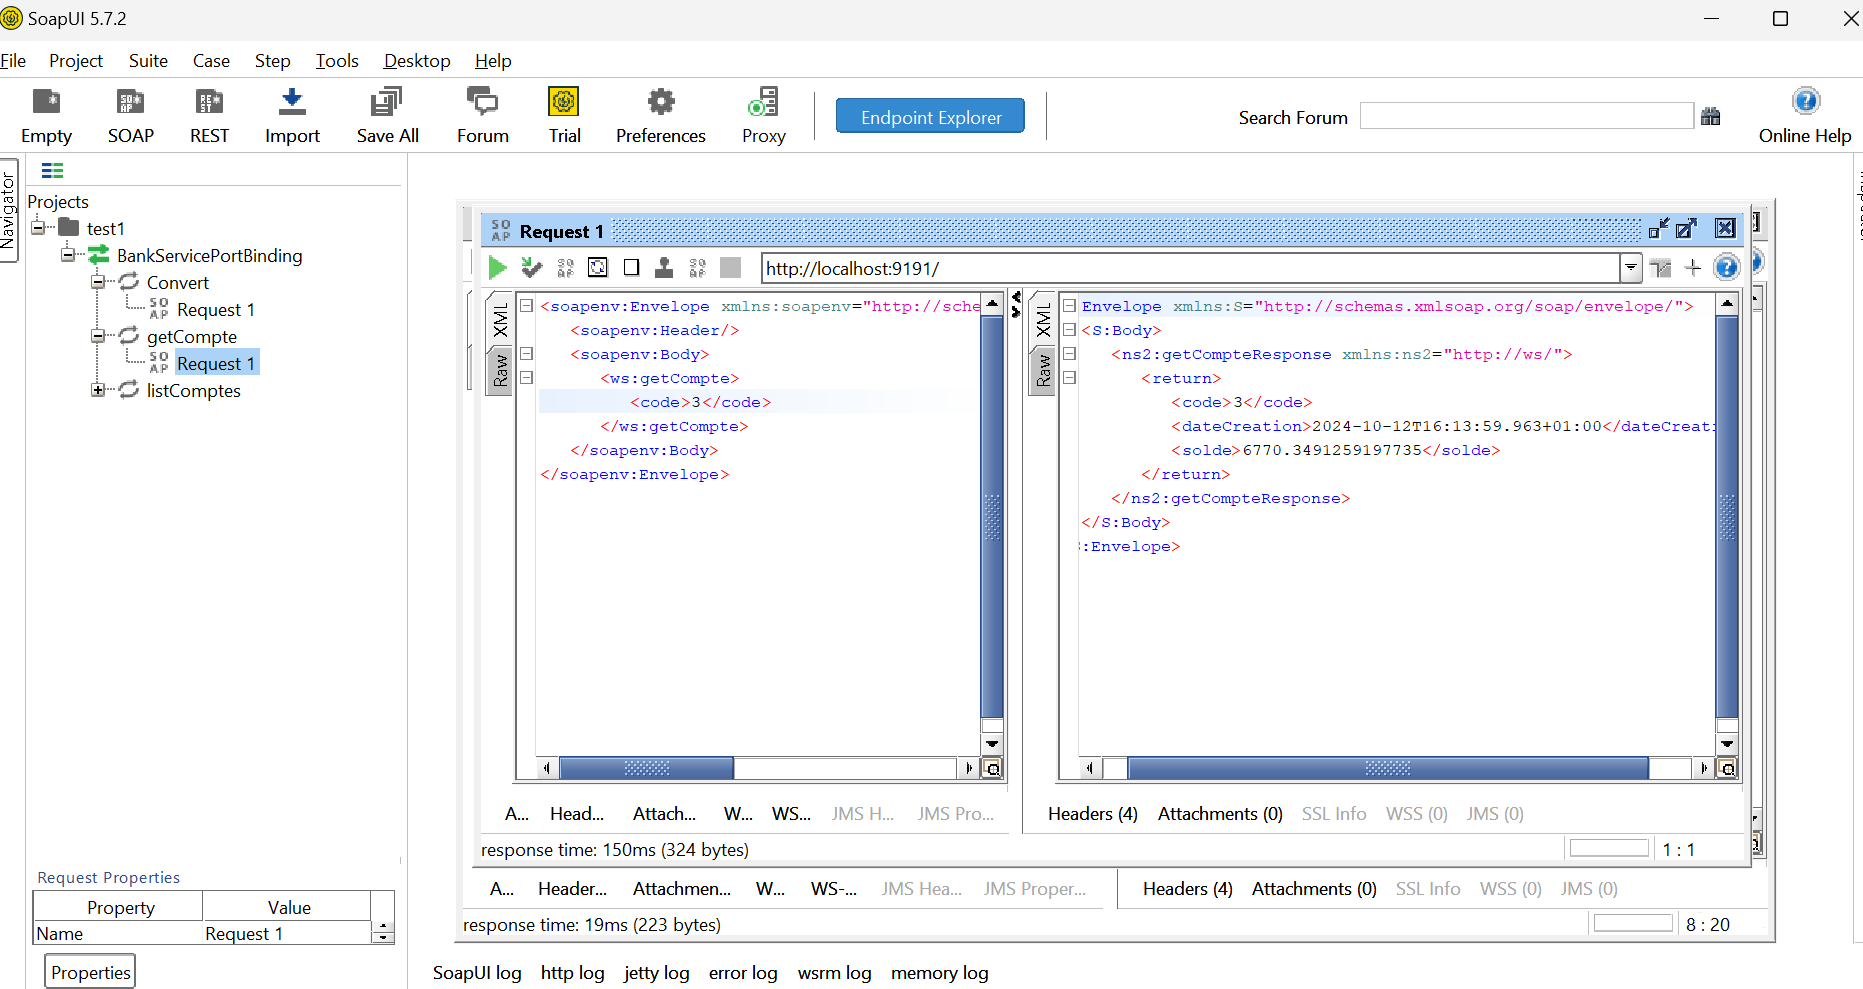 SoapUI 5.7.2
File Project Suite Case Step Tools Desktop Help
Empty SOAP REST Import Save All Forum Trial Preferences Proxy Endpoint Explorer Search Forum Online Help
Navigator
Projects
test1
BankServicePortBinding
Convert
SO AP Request 1
getCompte
SO AP Request 1
listComptes
Request Properties
Property Value
Name Request 1
Properties
SO AP Request 1
http://localhost:9191/
XML
Raw
<soapenv:Envelope xmlns:soapenv="http://sche
<soapenv:Header/>
<soapenv:Body>
<ws:getCompte>
<code>3</code>
</ws:getCompte>
</soapenv:Body>
</soapenv:Envelope>
A... Head... Attach... W... WS... JMS H... JMS Pro...
XML
Raw
Envelope xmlns:S="http://schemas.xmlsoap.org/soap/envelope/">
<S:Body>
<ns2:getCompteResponse xmlns:ns2="http://ws/">
<return>
<code>3</code>
<dateCreation>2024-10-12T16:13:59.963+01:00</dateCreat
<solde>6770.3491259197735</solde>
</return>
</ns2:getCompteResponse>
</S:Body>
:Envelope>
Headers (4) Attachments (0) SSL Info WSS (0) JMS (0)
response time: 150ms (324 bytes) 1 : 1
A... Header... Attachmen... W... WS-... JMS Hea... JMS Proper... Headers (4) Attachments (0) SSL Info WSS (0) JMS (0)
response time: 19ms (223 bytes) 8 : 20
SoapUI log http log jetty log error log wsrm log memory log